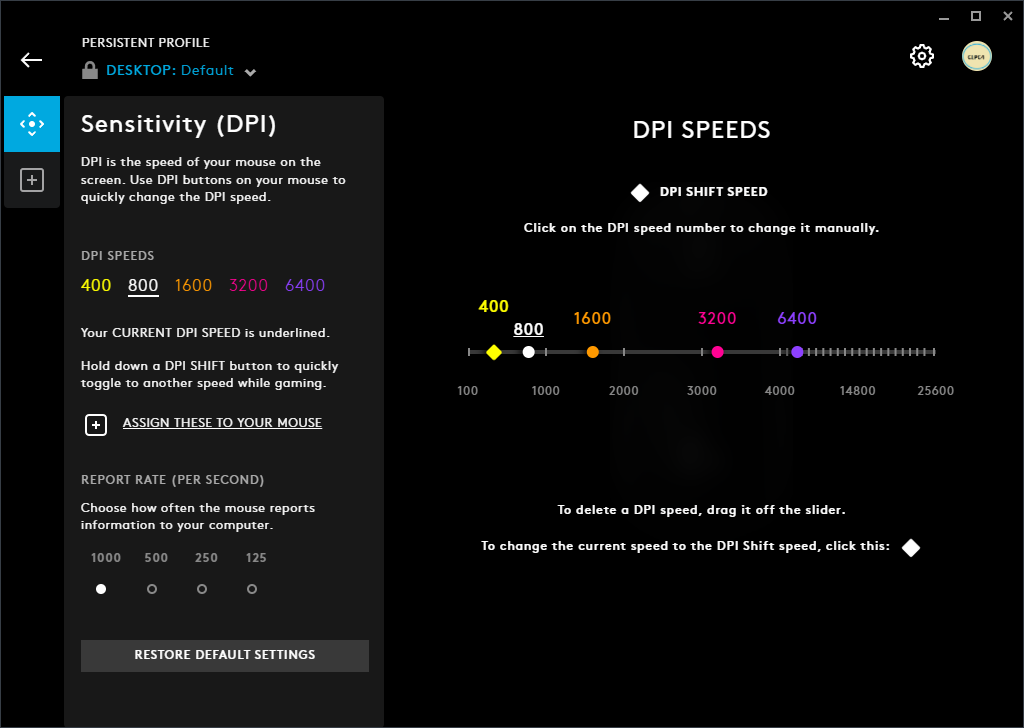 PERSISTENT PROFILE
DESKTOP: Default
Sensitivity (DPI)
DPI is the speed of your mouse on the
screen. Use DPI buttons on your mouse to
quickly change the DPI speed.
DPI SPEEDS
400 800 1600 3200 6400
Your CURRENT DPI SPEED is underlined.
Hold down a DPI SHIFT button to quickly
toggle to another speed while gaming.
ASSIGN THESE TO YOUR MOUSE
REPORT RATE (PER SECOND)
Choose how often the mouse reports
information to your computer.
1000 500 250 125
RESTORE DEFAULT SETTINGS
DPI SPEEDS
DPI SHIFT SPEED
Click on the DPI speed number to change it manually.
400 800 1600 3200 6400
100 1000 2000 3000 4000 14800 25600
To delete a DPI speed, drag it off the slider.
To change the current speed to the DPI Shift speed, click this: